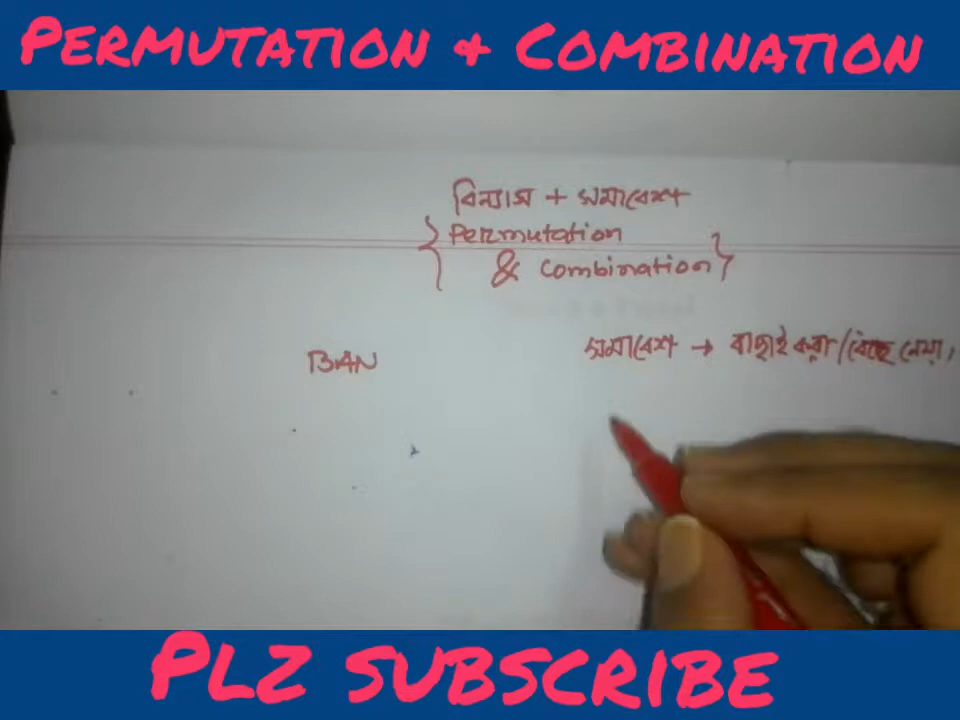 PERMUTATION & COMBINATION
বিন্যাস + সমাবেশ
{ Permutation
& combination }
BAN
সমাবেশ → বাছাই করা / বেছে নেয়া,
PLZ SUBSCRIBE